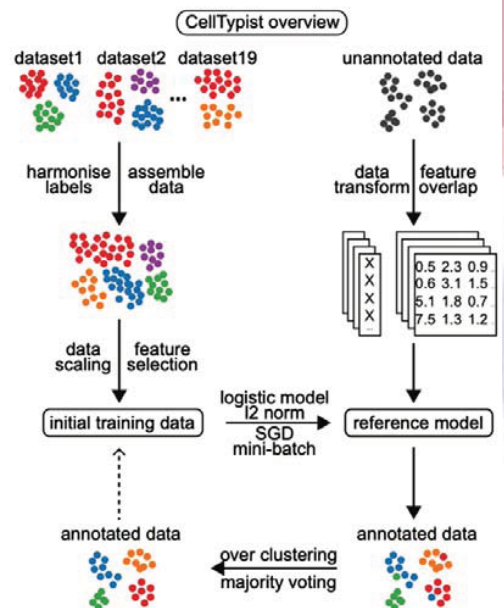 CellTypist overview
dataset1 dataset2 dataset19
...
harmonise labels
assemble data
data scaling
feature selection
initial training data
logistic model
l2 norm
SGD
mini-batch
unannotated data
data transform
feature overlap
X
X
X
X
...
0.5 2.3 0.9
0.6 3.1 1.5
5.1 1.8 0.7
7.5 1.3 1.2
reference model
annotated data
over clustering
majority voting
annotated data